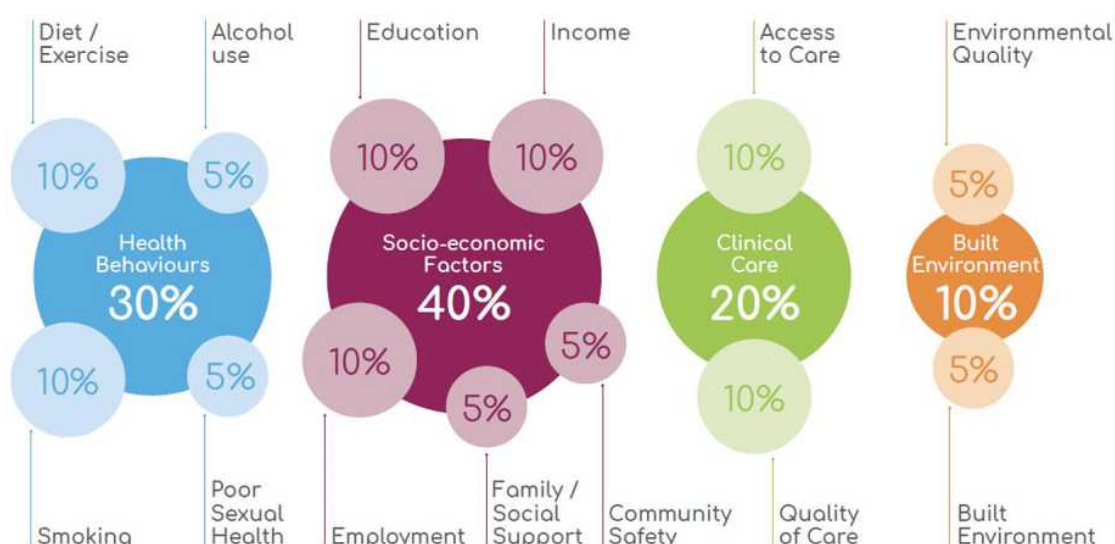 Diet /
Exercise
Alcohol
use
Education
Income
Access
to Care
Environmental
Quality
10%
5%
10%
10%
10%
5%
Health
Behaviours
30%
Socio-economic
Factors
40%
Clinical
Care
20%
Built
Environment
10%
10%
5%
10%
5%
5%
10%
5%
Smoking
Poor
Sexual
Health
Employment
Family /
Social
Support
Community
Safety
Quality
of Care
Built
Environment